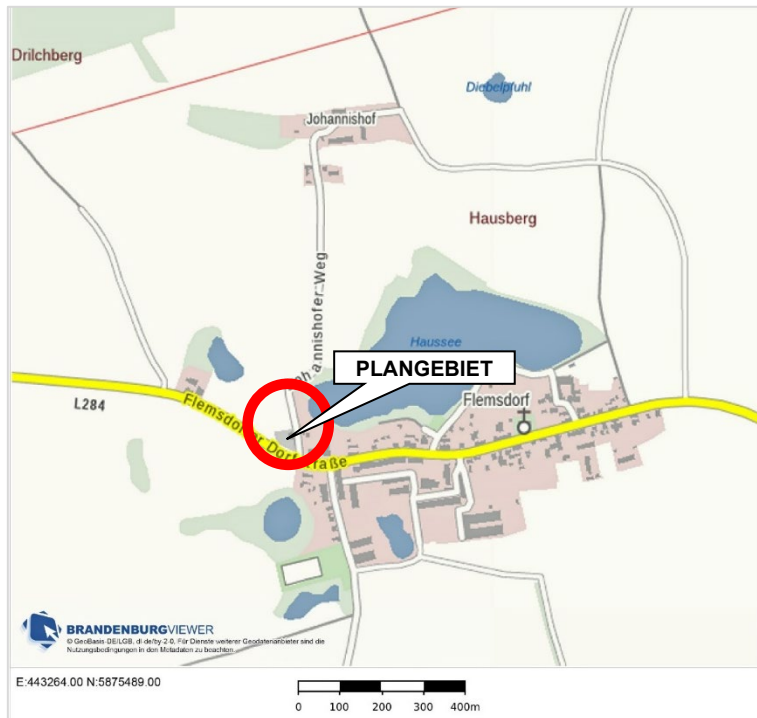 Drilchberg
Diebelpfuhl
Johannishof
Hausberg
Johannishofer Weg
Haussee
PLANGEBIET
Flemsdorf
L284
Flemsdorfer Dorfstraße
BRANDENBURGVIEWER
© GeoBasis-DE/LGB, dl-de/by-2-0, Für Dienste weiterer Geodatenanbieter sind die
Nutzungsbedingungen in den Metadaten zu beachten.
E:443264.00 N:5875489.00
0 100 200 300 400m